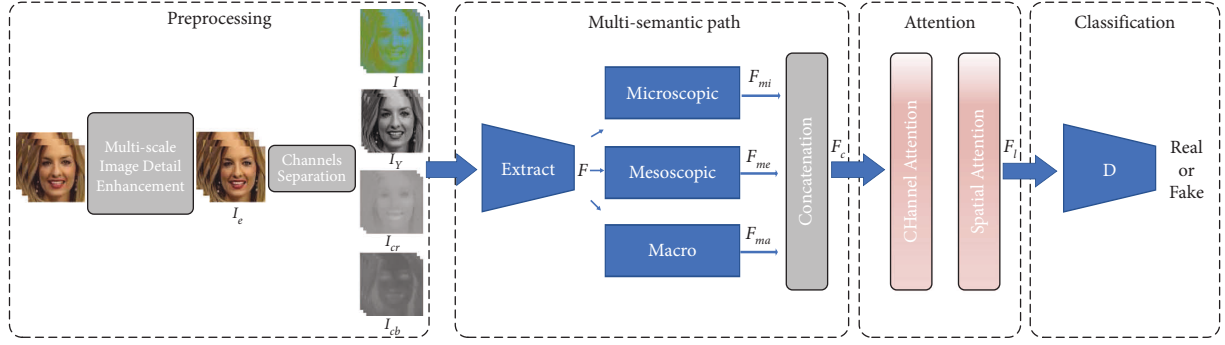 Preprocessing
Multi-scale
Image Detail
Enhancement
I_e
Channels
Separation
I
I_Y
I_cr
I_cb
Multi-semantic path
Extract
F
Microscopic
Mesoscopic
Macro
F_mi
F_me
F_ma
Concatenation
F_c
Attention
CHannel Attention
Spatial Attention
F_l
Classification
D
Real
or
Fake